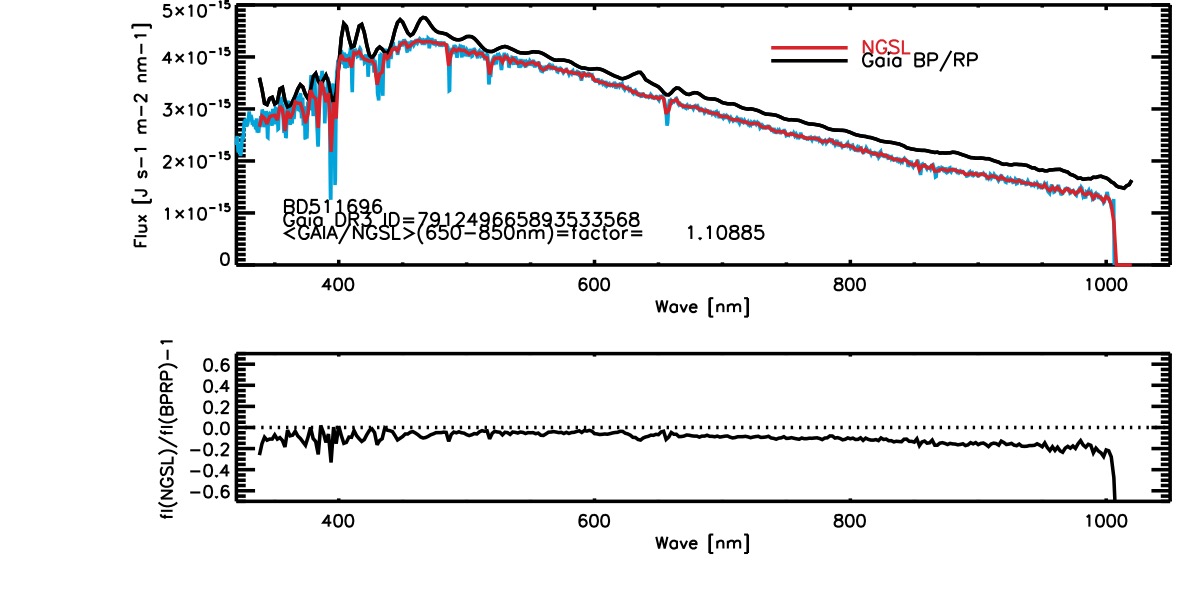 5×10−15
4×10−15
3×10−15
2×10−15
1×10−15
0
Flux [J s−1 m−2 nm−1]
NGSL
Gaia BP/RP
BD511696
Gaia DR3 ID=791249665893533568
<GAIA/NGSL>(650−850nm)=factor= 1.10885
400 600 800 1000
Wave [nm]
fl(NGSL)/fl(BPRP)−1
0.6
0.4
0.2
0.0
−0.2
−0.4
−0.6
400 600 800 1000
Wave [nm]